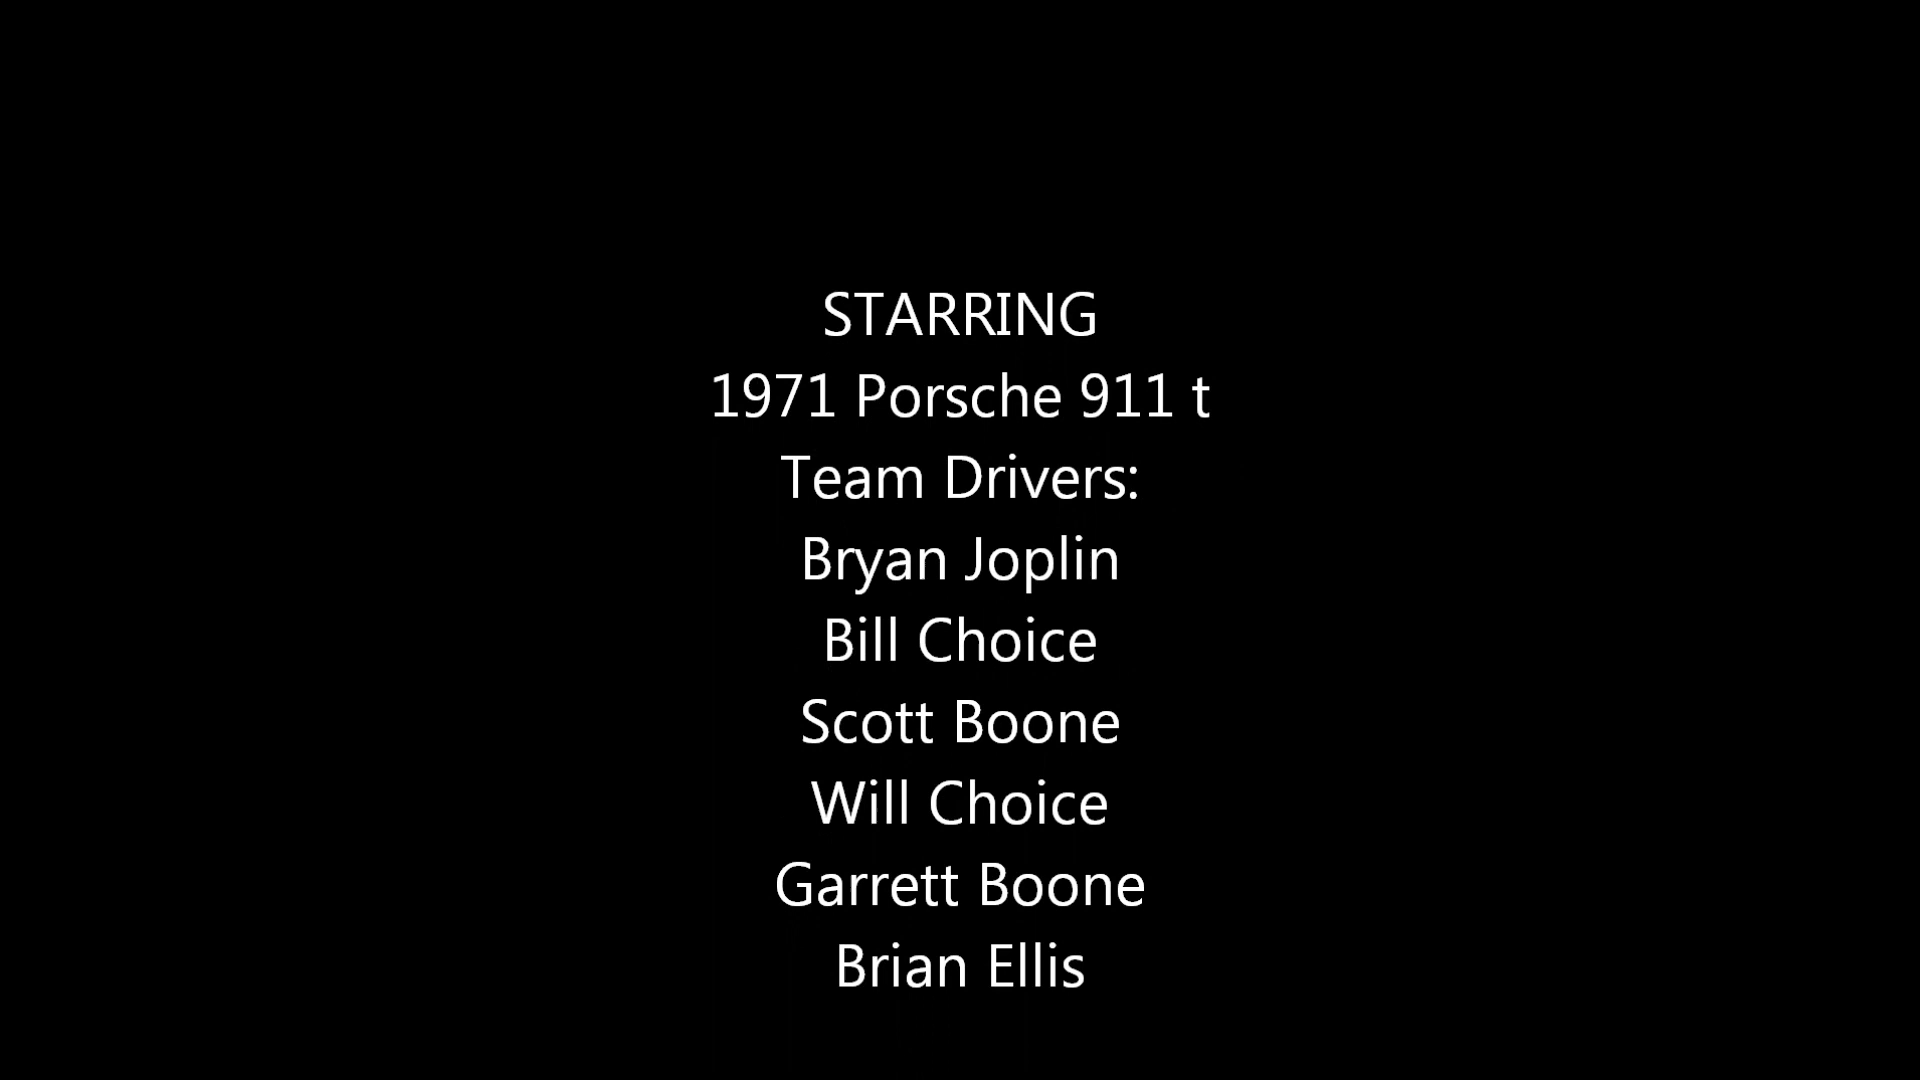 STARRING
1971 Porsche 911 t
Team Drivers:
Bryan Joplin
Bill Choice
Scott Boone
Will Choice
Garrett Boone
Brian Ellis